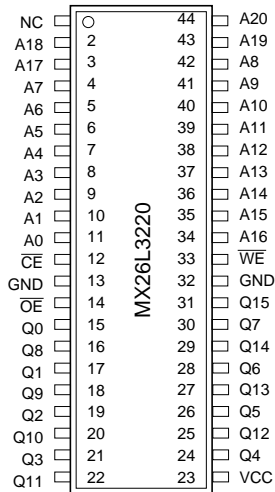 NC 44 A20
A18 2 43 A19
A17 3 42 A8
A7 4 41 A9
A6 5 40 A10
A5 6 39 A11
A4 7 38 A12
A3 8 37 A13
A2 9 36 A14
A1 10 35 A15
A0 11 34 A16
C̅E̅ 12 33 W̅E̅
GND 13 32 GND
O̅E̅ 14 31 Q15
Q0 15 30 Q7
Q8 16 29 Q14
Q1 17 28 Q6
Q9 18 27 Q13
Q2 19 26 Q5
Q10 20 25 Q12
Q3 21 24 Q4
Q11 22 23 VCC
MX26L3220